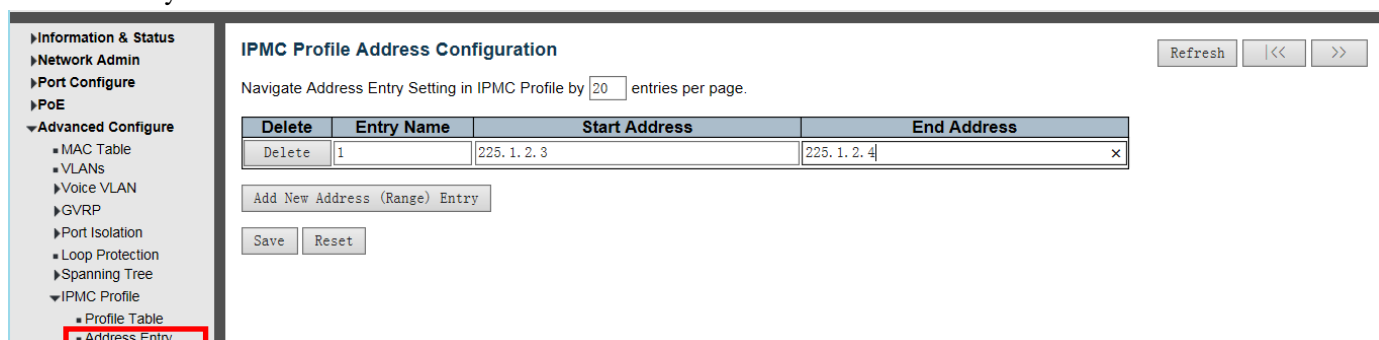 Information & Status
Network Admin
Port Configure
PoE
Advanced Configure
MAC Table
VLANs
Voice VLAN
GVRP
Port Isolation
Loop Protection
Spanning Tree
IPMC Profile
Profile Table
Address Entry
IPMC Profile Address Configuration
Refresh |<< >>
Navigate Address Entry Setting in IPMC Profile by 20 entries per page.
Delete Entry Name Start Address End Address
Delete 1 225.1.2.3 225.1.2.4 ×
Add New Address (Range) Entry
Save Reset